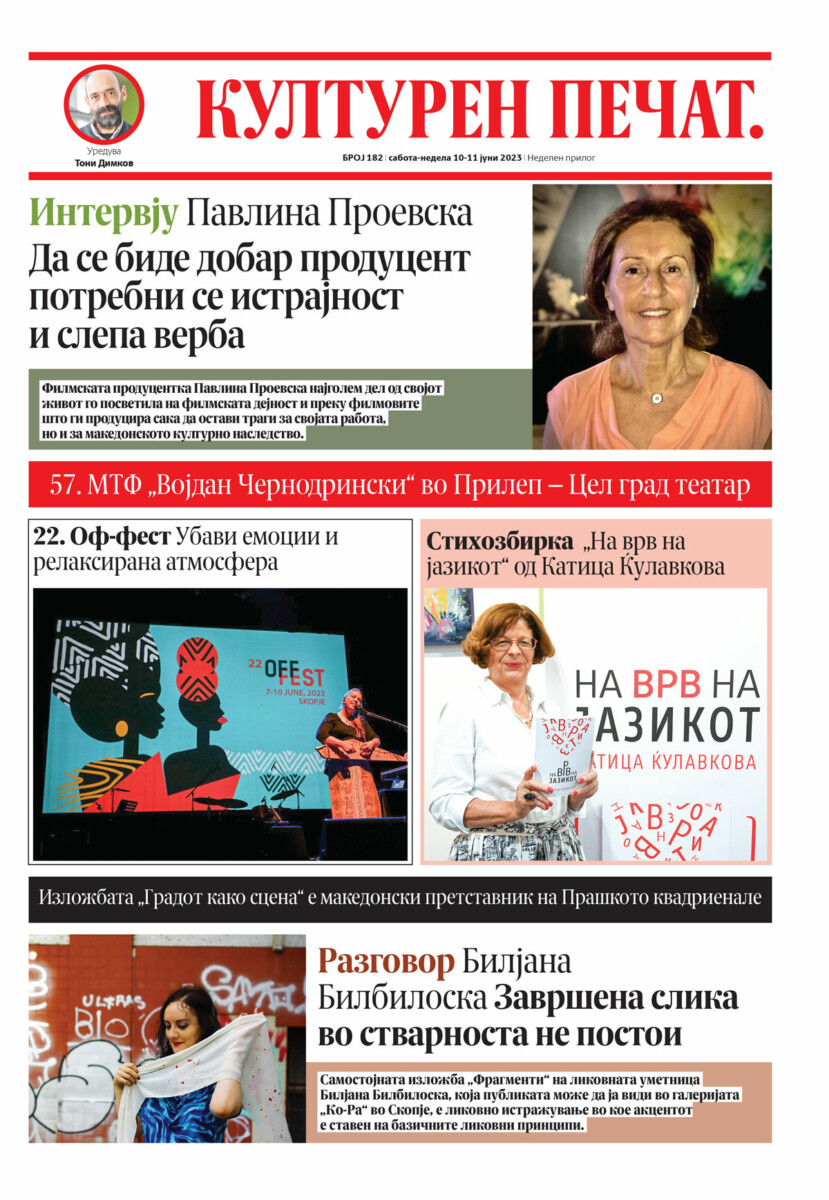 Уредува
Тони Димков
КУЛТУРЕН ПЕЧАТ.
БРОЈ 182 | сабота-недела 10-11 јуни 2023 | Неделен прилог
Интервју Павлина Проевска
Да се биде добар продуцент
потребни се истрајност
и слепа верба
Филмската продуцентка Павлина Проевска најголем дел од својот
живот го посветила на филмската дејност и преку филмовите
што ги продуцира сака да остави траги за својата работа,
но и за македонското културно наследство.
57. МТФ „Војдан Чернодрински“ во Прилеп – Цел град театар
22. Оф-фест Убави емоции и
релаксирана атмосфера
22 OFF
FEST
7-10 JUNE, 2023
SKOPJE
Стихозбирка „На врв на
јазикот“ од Катица Ќулавкова
НА ВРВ НА
ЈАЗИКОТ
АТИЦА ЌУЛАВКОВА
НА ВРВ НА
ЈАЗИКОТ
Изложбата „Градот како сцена“ е македонски претставник на Прашкото квадриенале
ULTRAS
BIO
Разговор Билјана
Билбилоска Завршена слика
во стварноста не постои
Самостојната изложба „Фрагменти“ на ликовната уметница
Билјана Билбилоска, која публиката може да ја види во галеријата
„Ко-Ра“ во Скопје, е ликовно истражување во кое акцентот
е ставен на базичните ликовни принципи.